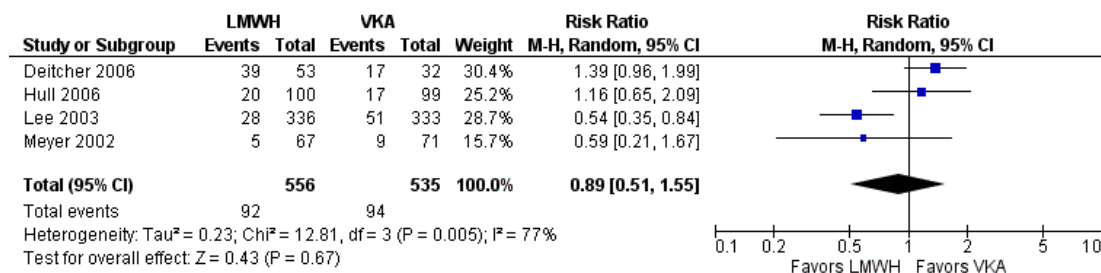 LMWH VKA Risk Ratio Risk Ratio
Study or Subgroup Events Total Events Total Weight M-H, Random, 95% CI M-H, Random, 95% CI
Deitcher 2006 39 53 17 32 30.4% 1.39 [0.96, 1.99]
Hull 2006 20 100 17 99 25.2% 1.16 [0.65, 2.09]
Lee 2003 28 336 51 333 28.7% 0.54 [0.35, 0.84]
Meyer 2002 5 67 9 71 15.7% 0.59 [0.21, 1.67]
Total (95% CI) 556 535 100.0% 0.89 [0.51, 1.55]
Total events 92 94
Heterogeneity: Tau² = 0.23; Chi² = 12.81, df = 3 (P = 0.005); I² = 77%
Test for overall effect: Z = 0.43 (P = 0.67)
0.1 0.2 0.5 1 2 5 10
Favors LMWH Favors VKA